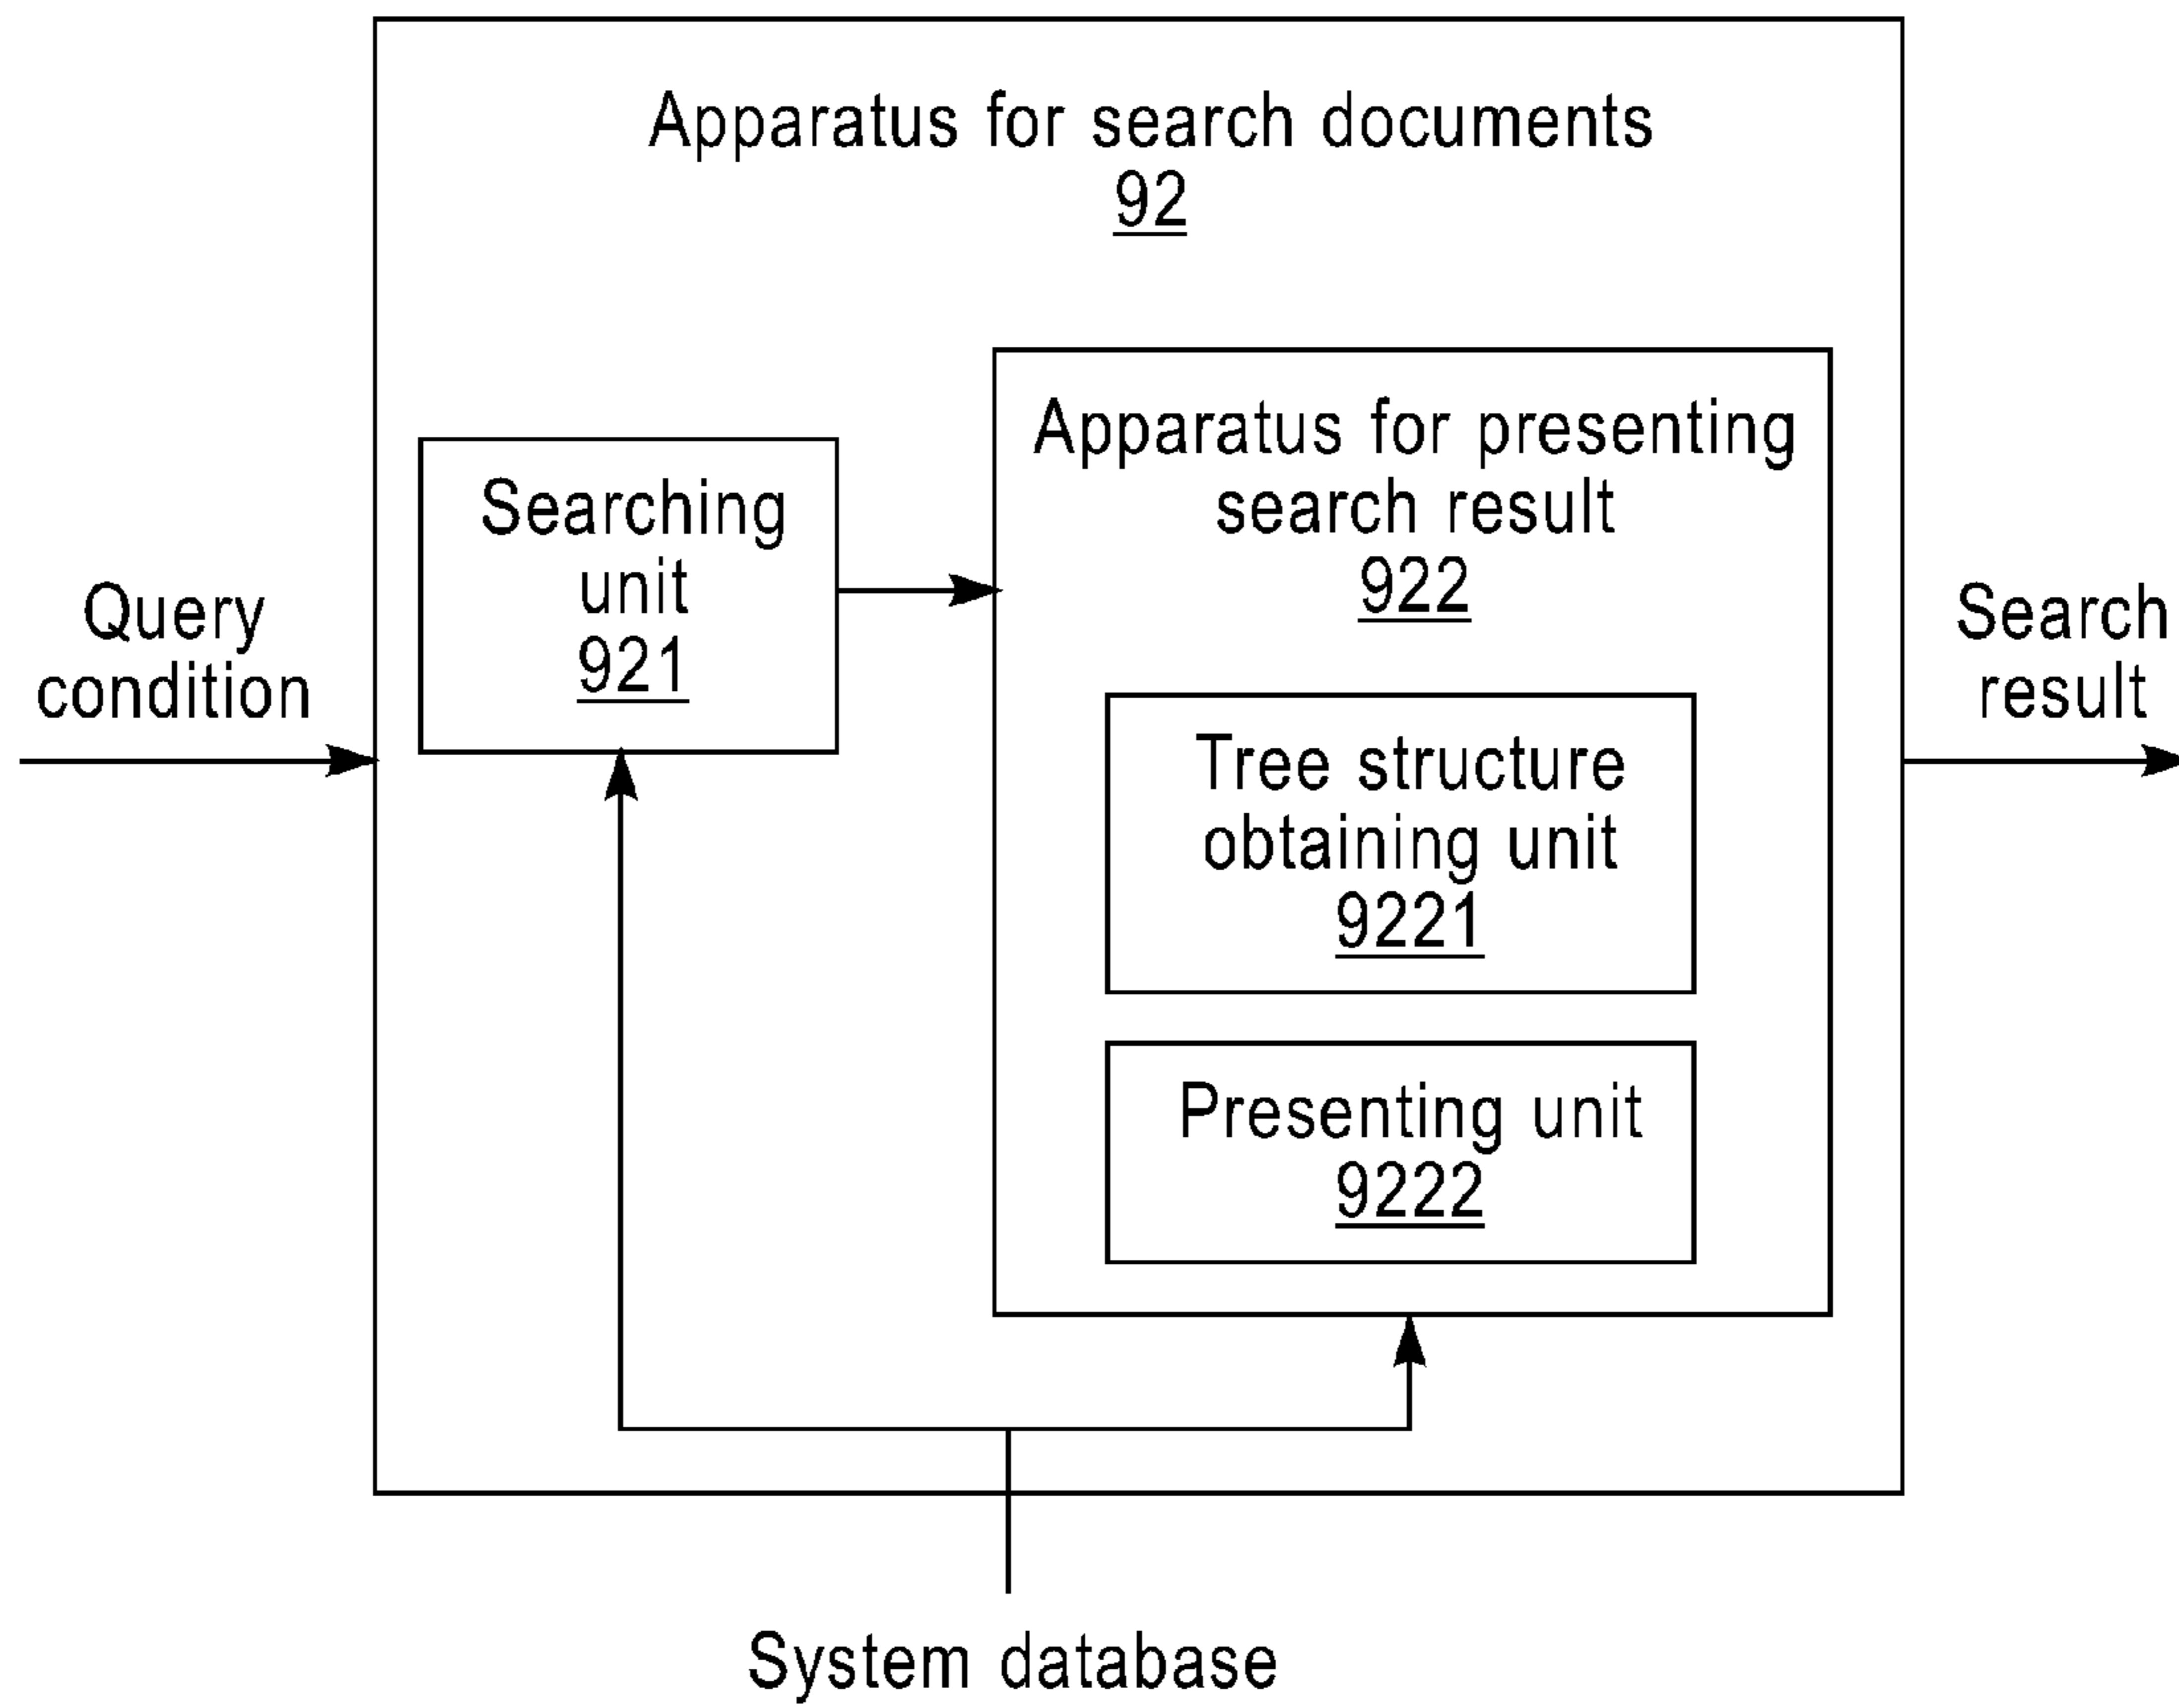 Apparatus for search documents
92
Apparatus for presenting
search result
922
Searching
unit
921
Query
condition
Search
result
Tree structure
obtaining unit
9221
Presenting unit
9222
System database